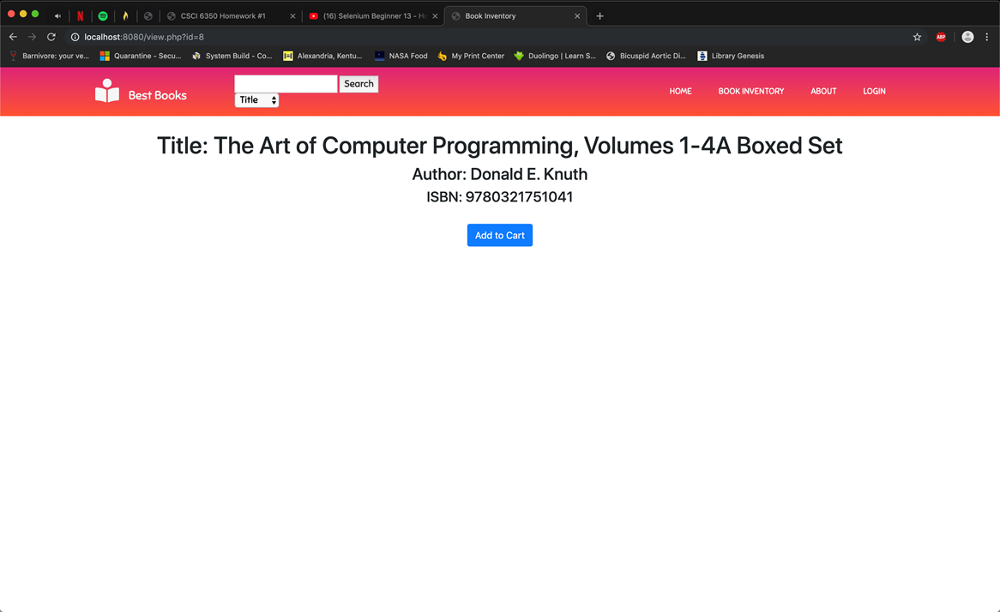 CSCI 6350 Homework #1
(16) Selenium Beginner 13 - Ho
Book Inventory
localhost:8080/view.php?id=8
ABP
Barnivore: your ve...
Quarantine - Secu...
System Build - Co...
Alexandria, Kentu...
NASA Food
My Print Center
Duolingo | Learn S...
Bicuspid Aortic Di...
Library Genesis
Best Books
Search
Title
HOME
BOOK INVENTORY
ABOUT
LOGIN
Title: The Art of Computer Programming, Volumes 1-4A Boxed Set
Author: Donald E. Knuth
ISBN: 9780321751041
Add to Cart